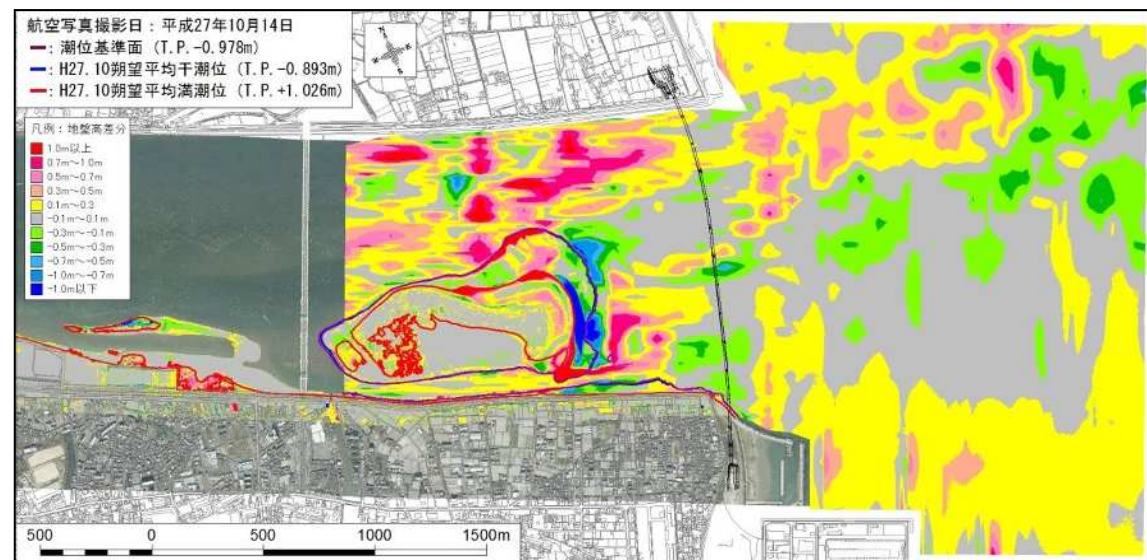 航空写真撮影日：平成27年10月14日
：潮位基準面（T.P.-0.978m）
：H27.10朔望平均干潮位（T.P.-0.893m）
：H27.10朔望平均満潮位（T.P.+1.026m）
凡例：地盤高差分
1.0m以上
0.7m～1.0m
0.5m～0.7m
0.3m～0.5m
0.1m～0.3
-0.1m～0.1m
-0.3m～-0.1m
-0.5m～-0.3m
-0.7m～-0.5m
-1.0m～-0.7m
-1.0m以下
500 0 500 1000 1500m